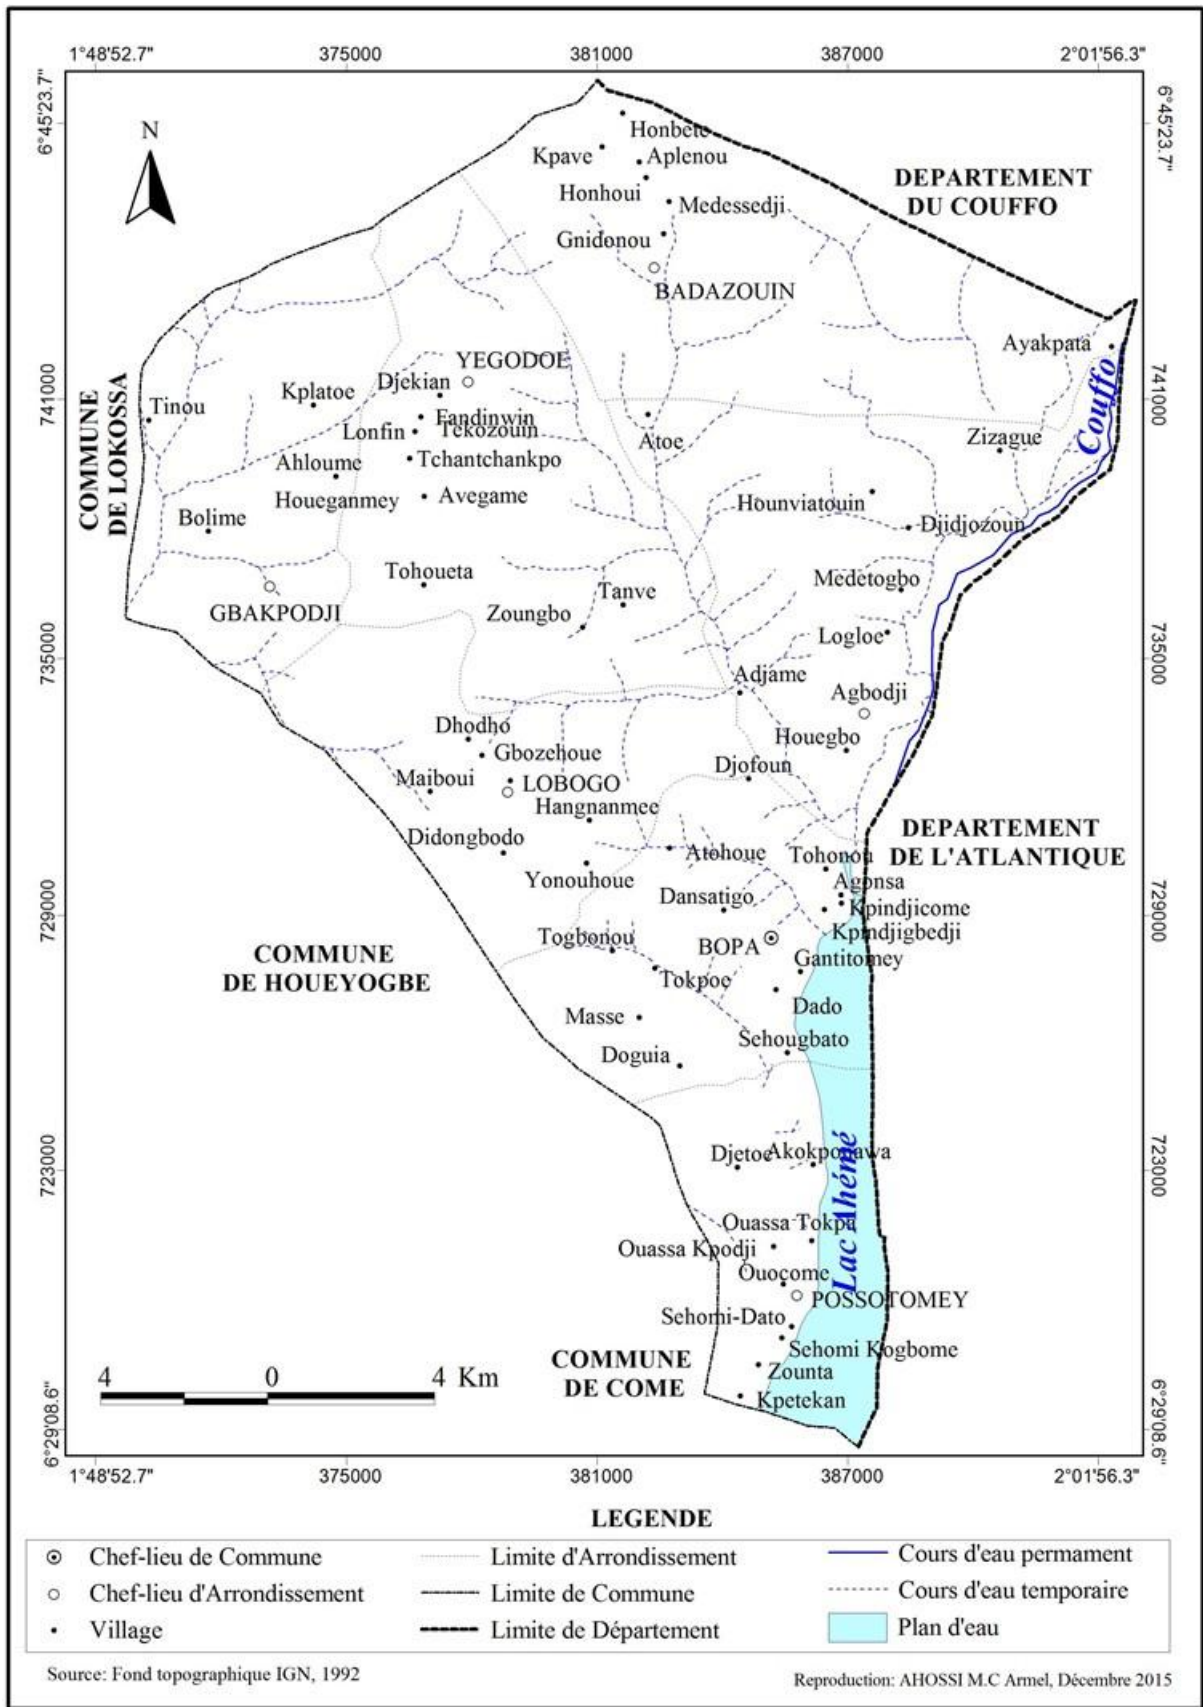 1°48'52.7" 375000 381000 387000 2°01'56.3"
6°45'23.7"
6°45'23.7"
N
Honbete
Kpave
Aplenou
Honhoui
Medessedji
Gnidonou
BADAZOUIN
DEPARTEMENT
DU COUFFO
Ayakpata
Couffo
741000
741000
COMMUNE
DE LOKOSSA
Tinou
Kplatoe
Djekian
YEGODOE
Fandinwin
Lonfin
Tekozouin
Tchantchankpo
Ahloume
Houeganmey
Avegame
Bolime
Atoe
Zizague
Hounviatouin
Djidjozoun
Tohoueta
GBAKPODJI
Zoungbo
Tanve
Medetogbo
Logloe
735000
735000
Adjame
Agbodji
Dhodho
Gbozehoue
Houegbo
Maiboui
LOBOGO
Djofoun
Hangnanmee
Didongbodo
Atohoue
Tohonou
DEPARTEMENT
DE L'ATLANTIQUE
Yonouhoue
Agonsa
Dansatigo
Kpindjicome
729000
729000
Kpindjigbedji
Togbonou
BOPA
Gantitomey
COMMUNE
DE HOUEYOGBE
Tokpoe
Dado
Masse
Sehougbato
Doguia
Djetoe
Akokponawa
723000
723000
Lac Ahémé
Ouassa Tokpa
Ouassa Kpodji
Ouocome
POSSOTOMEY
Sehomi-Dato
Sehomi Kogbome
COMMUNE
DE COME
Zounta
Kpetekan
4 0 4 Km
6°29'08.6"
6°29'08.6"
1°48'52.7" 375000 381000 387000 2°01'56.3"
LEGENDE
Chef-lieu de Commune
Chef-lieu d'Arrondissement
Village
Limite d'Arrondissement
Limite de Commune
Limite de Département
Cours d'eau permament
Cours d'eau temporaire
Plan d'eau
Source: Fond topographique IGN, 1992
Reproduction: AHOSSI M.C Armel, Décembre 2015